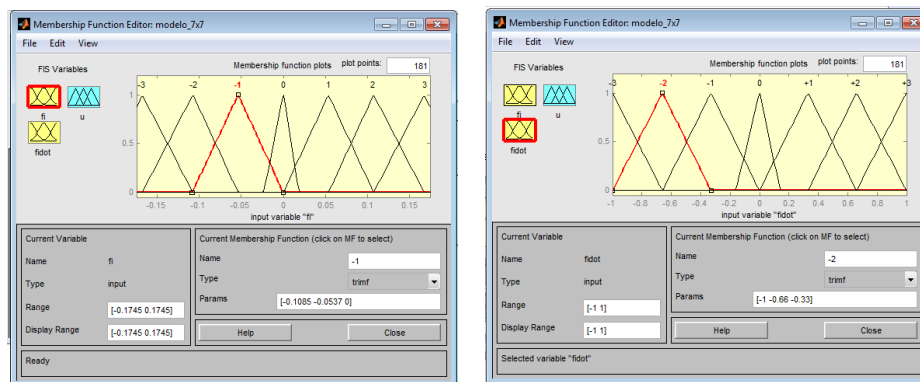 Membership Function Editor: modelo_7x7
File Edit View
FIS Variables
fi
u
fidot
Membership function plots
plot points:
181
-3 -2 -1 0 1 2 3
1
0.5
0
-0.15 -0.1 -0.05 0 0.05 0.1 0.15
input variable "fi"
Current Variable
Name fi
Type input
Range [-0.1745 0.1745]
Display Range [-0.1745 0.1745]
Current Membership Function (click on MF to select)
Name -1
Type trimf
Params [-0.1085 -0.0537 0]
Help Close
Ready
Membership Function Editor: modelo_7x7
File Edit View
FIS Variables
fi
u
fidot
Membership function plots
plot points:
181
-3 -2 -1 0 +1 +2 +3
1
0.5
0
-1 -0.8 -0.6 -0.4 -0.2 0 0.2 0.4 0.6 0.8 1
input variable "fidot"
Current Variable
Name fidot
Type input
Range [-1 1]
Display Range [-1 1]
Current Membership Function (click on MF to select)
Name -2
Type trimf
Params [-1 -0.66 -0.33]
Help Close
Selected variable "fidot"